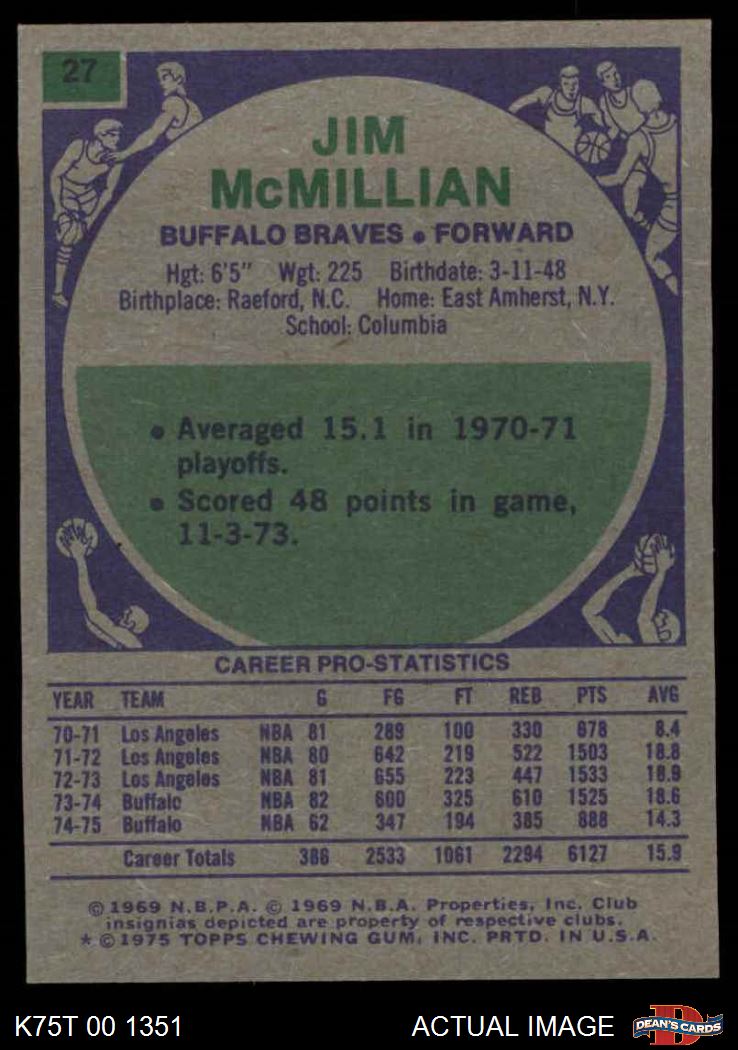 27
JIM
McMILLIAN
BUFFALO BRAVES • FORWARD
Hgt: 6'5" Wgt: 225 Birthdate: 3-11-48
Birthplace: Raeford, N.C. Home: East Amherst, N.Y.
School: Columbia
• Averaged 15.1 in 1970-71
playoffs.
• Scored 48 points in game,
11-3-73.
CAREER PRO-STATISTICS
YEAR TEAM G FG FT REB PTS AVG
70-71 Los Angeles NBA 81 289 100 330 678 8.4
71-72 Los Angeles NBA 80 642 219 522 1503 18.8
72-73 Los Angeles NBA 81 655 223 447 1533 18.9
73-74 Buffalo NBA 82 600 325 610 1525 18.6
74-75 Buffalo NBA 62 347 194 385 888 14.3
Career Totals 386 2533 1061 2294 6127 15.9
© 1969 N.B.P.A. © 1969 N.B.A. Properties, Inc. Club
insignias depicted are property of respective clubs.
* © 1975 TOPPS CHEWING GUM, INC. PRTD. IN U.S.A.
K75T 00 1351 ACTUAL IMAGE D DEAN'S CARDS